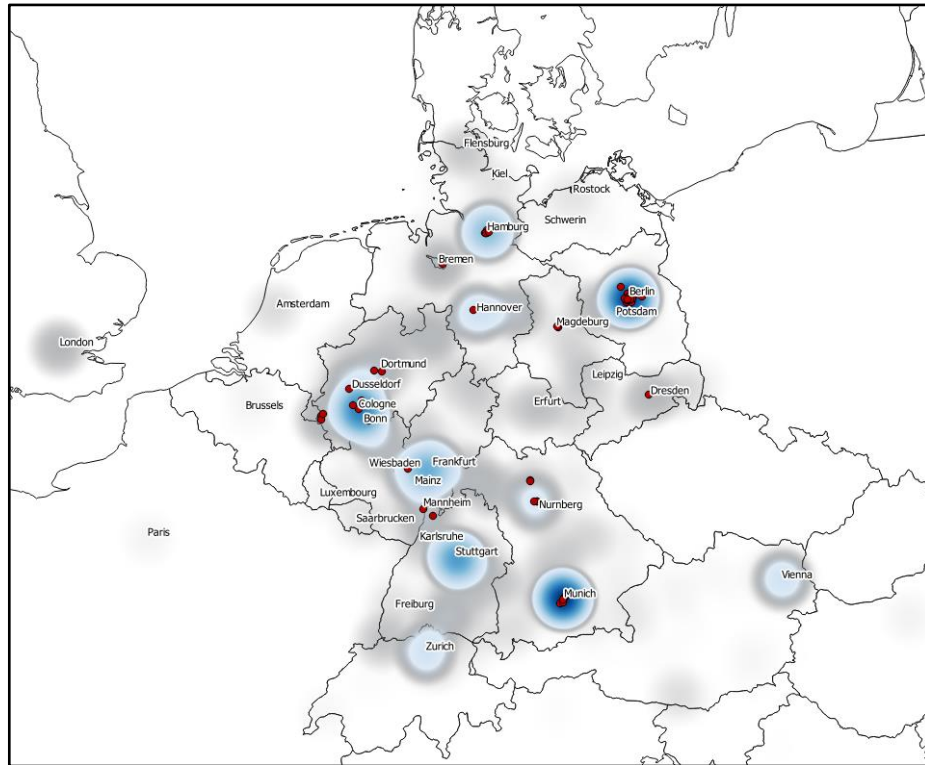 Flensburg
Kiel
Rostock
Schwerin
Hamburg
Bremen
Berlin
Amsterdam
Hannover
Potsdam
Magdeburg
London
Dortmund
Leipzig
Dusseldorf
Dresden
Erfurt
Brussels
Cologne
Bonn
Wiesbaden
Frankfurt
Mainz
Luxembourg
Mannheim
Nurnberg
Saarbrucken
Paris
Karlsruhe
Stuttgart
Vienna
Munich
Freiburg
Zurich